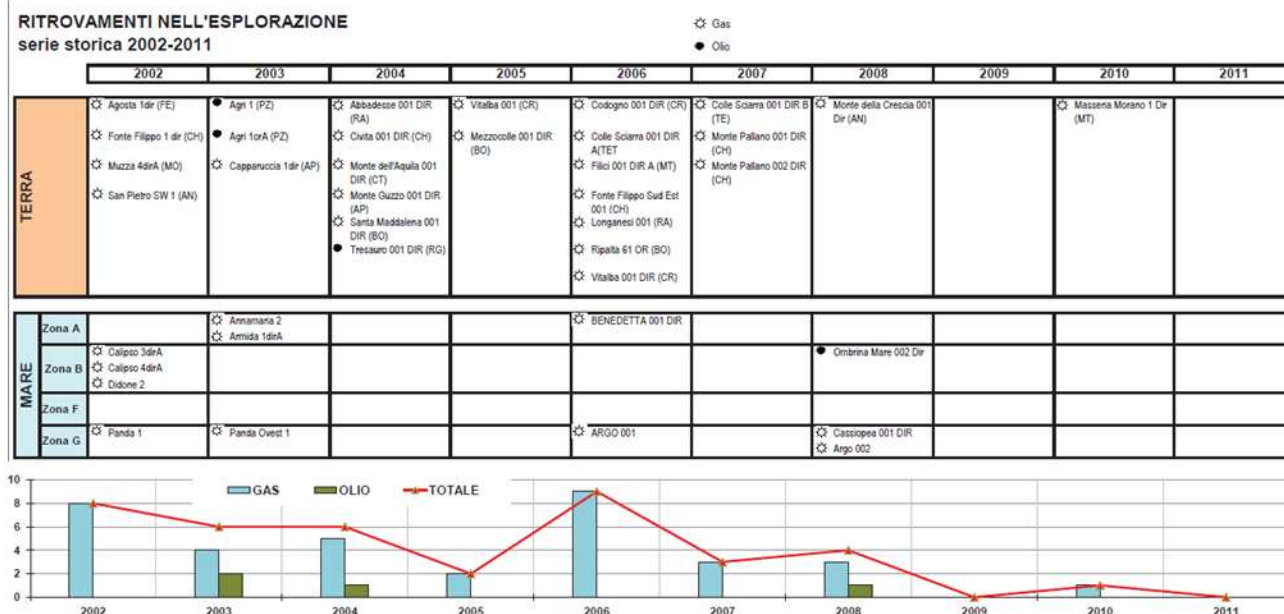 RITROVAMENTI NELL'ESPLORAZIONE
serie storica 2002-2011
Gas
Olio
2002 2003 2004 2005 2006 2007 2008 2009 2010 2011
TERRA
Agosta 1dir (FE)
Fonte Filippo 1 dir (CH)
Muzza 4dirA (MO)
San Pietro SW 1 (AN)
Agri 1 (PZ)
Agri 1orA (PZ)
Capparuccia 1dir (AP)
Abbadesse 001 DIR
(RA)
Civita 001 DIR (CH)
Monte dell'Aquila 001
DIR (CT)
Monte Guzzo 001 DIR
(AP)
Santa Maddalena 001
DIR (BO)
Tresauro 001 DIR (RG)
Vitalba 001 (CR)
Mezzocolle 001 DIR
(BO)
Codogno 001 DIR (CR)
Colle Sciarra 001 DIR
A(TET
Filici 001 DIR A (MT)
Fonte Filippo Sud Est
001 (CH)
Longanesi 001 (RA)
Ripalta 61 OR (BO)
Vitalba 001 DIR (CR)
Colle Sciarra 001 DIR B
(TE)
Monte Pallano 001 DIR
(CH)
Monte Pallano 002 DIR
(CH)
Monte della Crescia 001
Dir (AN)
Masseria Morano 1 Dir
(MT)
MARE
Zona A
Annamaria 2
Armida 1dirA
BENEDETTA 001 DIR
Zona B
Calipso 3dirA
Calipso 4dirA
Didone 2
Ombrina Mare 002 Dir
Zona F
Zona G
Panda 1
Panda Ovest 1
ARGO 001
Cassiopea 001 DIR
Argo 002
GAS OLIO TOTALE
10
8
6
4
2
0
2002 2003 2004 2005 2006 2007 2008 2009 2010 2011